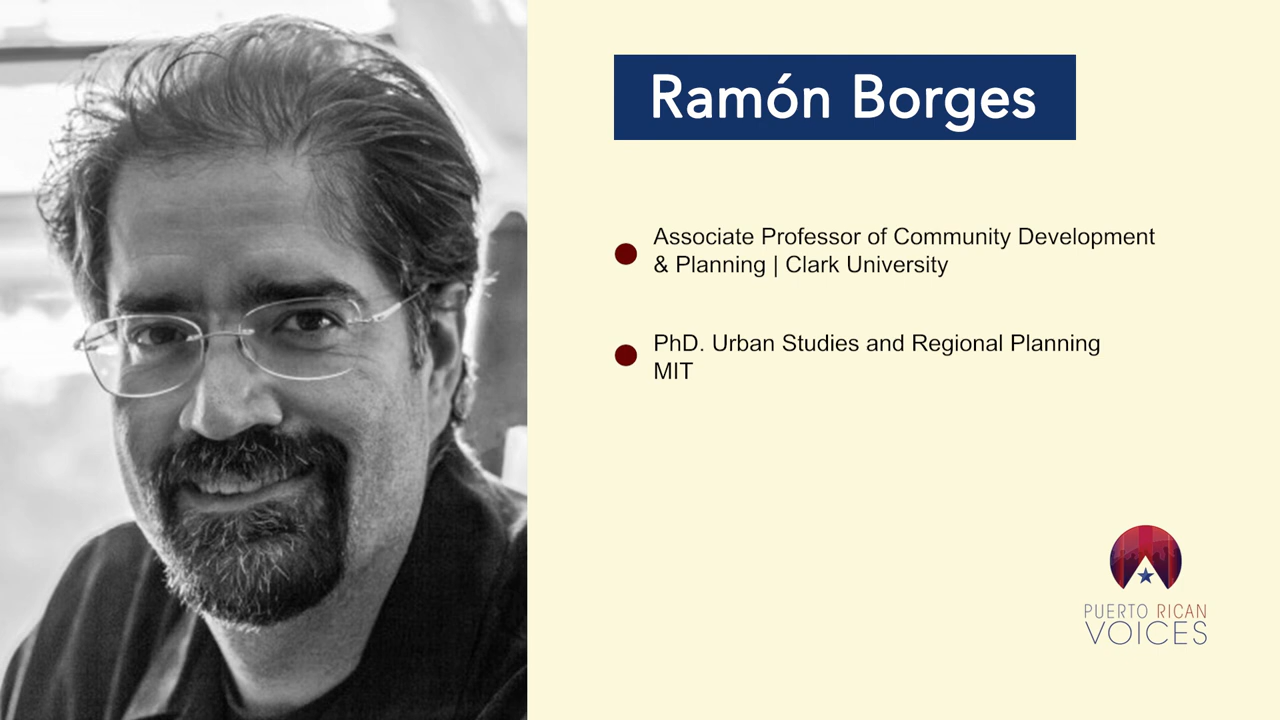 Ramón Borges
Associate Professor of Community Development
& Planning | Clark University
PhD. Urban Studies and Regional Planning
MIT
PUERTO RICAN
VOICES